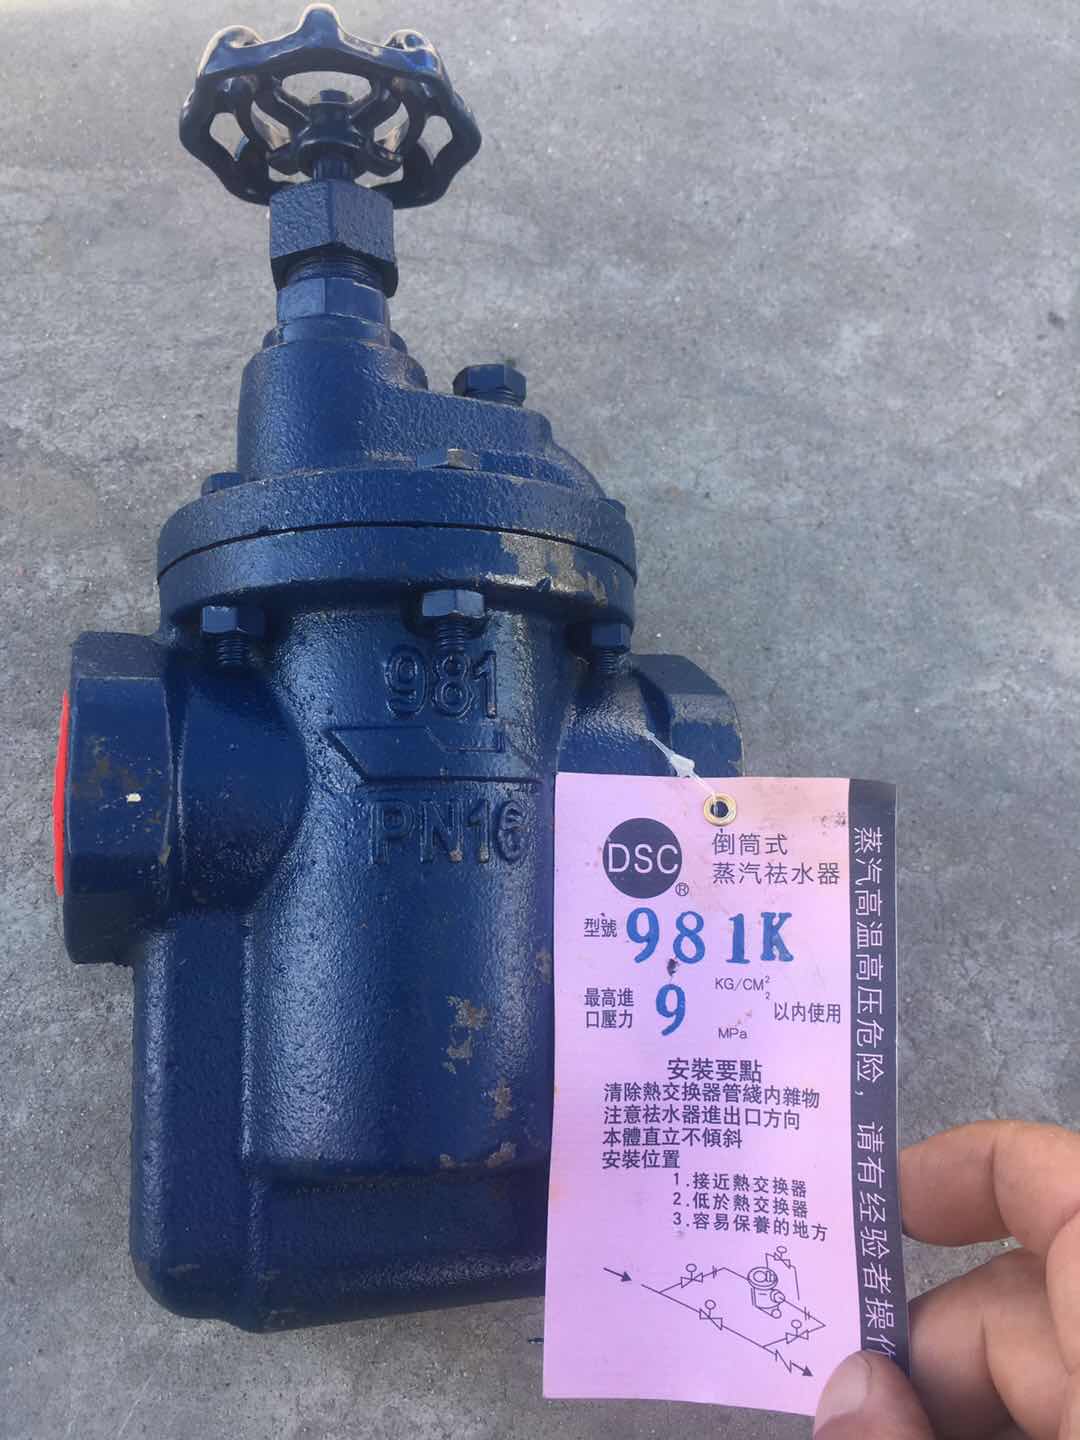 981
PN16
DSC®
倒筒式
蒸汽祛水器
型號 981K
最高進
口壓力 9 KG/CM² ² MPa 以内使用
安裝要點
清除熱交換器管綫内雜物
注意祛水器進出口方向
本體直立不傾斜
安裝位置
1.接近熱交換器
2.低於熱交換器
3.容易保養的地方
蒸汽高温高压危险，请有经验者操作